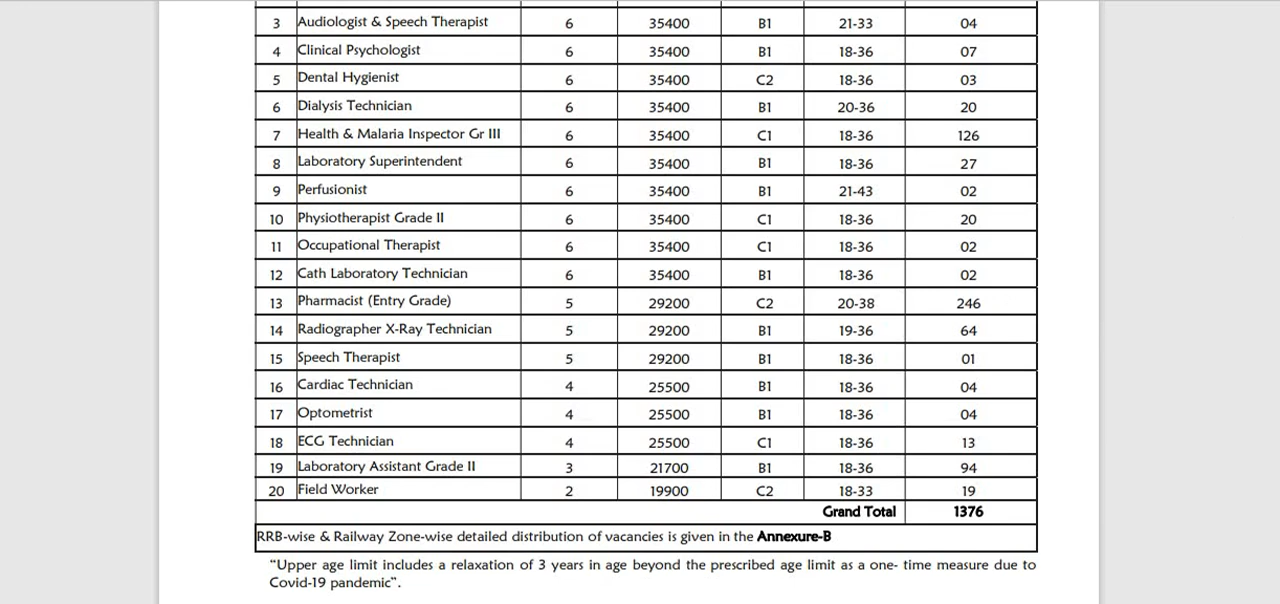 3 Audiologist & Speech Therapist 6 35400 B1 21-33 04
4 Clinical Psychologist 6 35400 B1 18-36 07
5 Dental Hygienist 6 35400 C2 18-36 03
6 Dialysis Technician 6 35400 B1 20-36 20
7 Health & Malaria Inspector Gr III 6 35400 C1 18-36 126
8 Laboratory Superintendent 6 35400 B1 18-36 27
9 Perfusionist 6 35400 B1 21-43 02
10 Physiotherapist Grade II 6 35400 C1 18-36 20
11 Occupational Therapist 6 35400 C1 18-36 02
12 Cath Laboratory Technician 6 35400 B1 18-36 02
13 Pharmacist (Entry Grade) 5 29200 C2 20-38 246
14 Radiographer X-Ray Technician 5 29200 B1 19-36 64
15 Speech Therapist 5 29200 B1 18-36 01
16 Cardiac Technician 4 25500 B1 18-36 04
17 Optometrist 4 25500 B1 18-36 04
18 ECG Technician 4 25500 C1 18-36 13
19 Laboratory Assistant Grade II 3 21700 B1 18-36 94
20 Field Worker 2 19900 C2 18-33 19
Grand Total 1376
RRB-wise & Railway Zone-wise detailed distribution of vacancies is given in the Annexure-B
“Upper age limit includes a relaxation of 3 years in age beyond the prescribed age limit as a one- time measure due to
Covid-19 pandemic”.